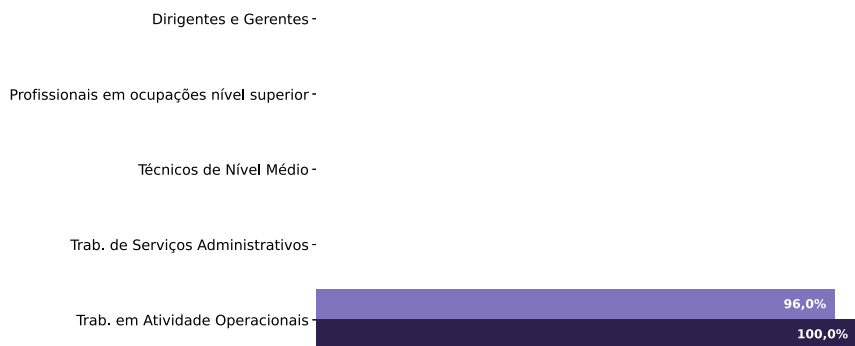 Dirigentes e Gerentes
Profissionais em ocupações nível superior
Técnicos de Nível Médio
Trab. de Serviços Administrativos
96,0%
Trab. em Atividade Operacionais
100,0%